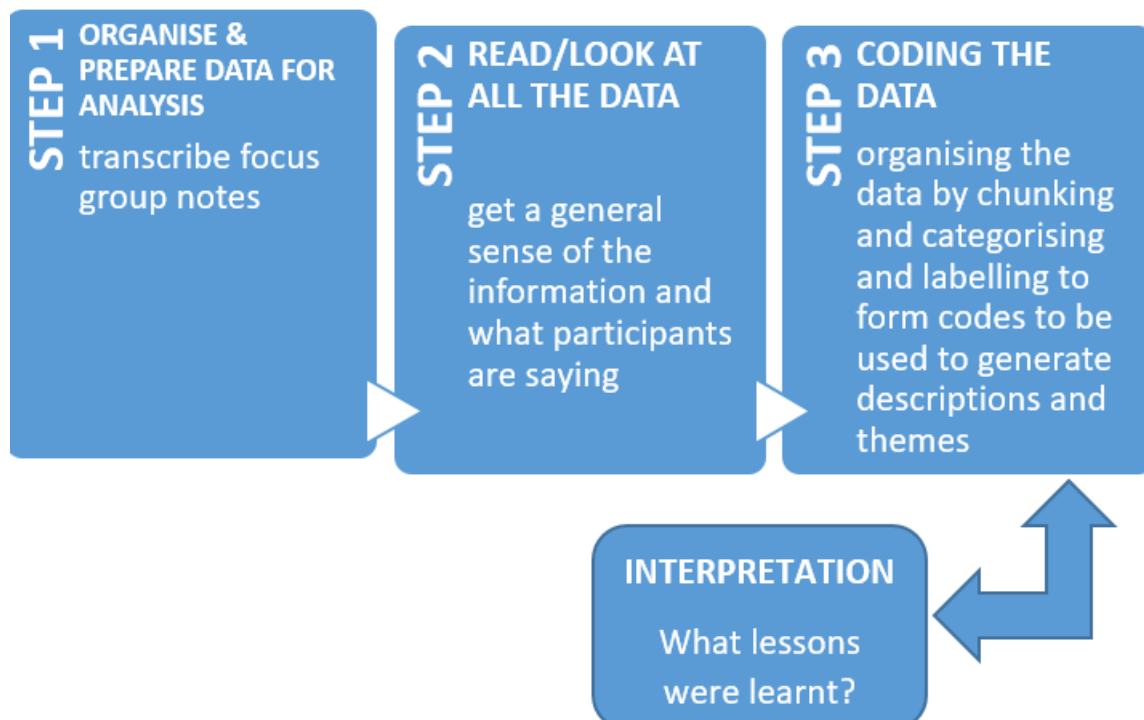 STEP 1
ORGANISE &
PREPARE DATA FOR
ANALYSIS
transcribe focus
group notes
STEP 2
READ/LOOK AT
ALL THE DATA
get a general
sense of the
information and
what participants
are saying
STEP 3
CODING THE
DATA
organising the
data by chunking
and categorising
and labelling to
form codes to be
used to generate
descriptions and
themes
INTERPRETATION
What lessons
were learnt?